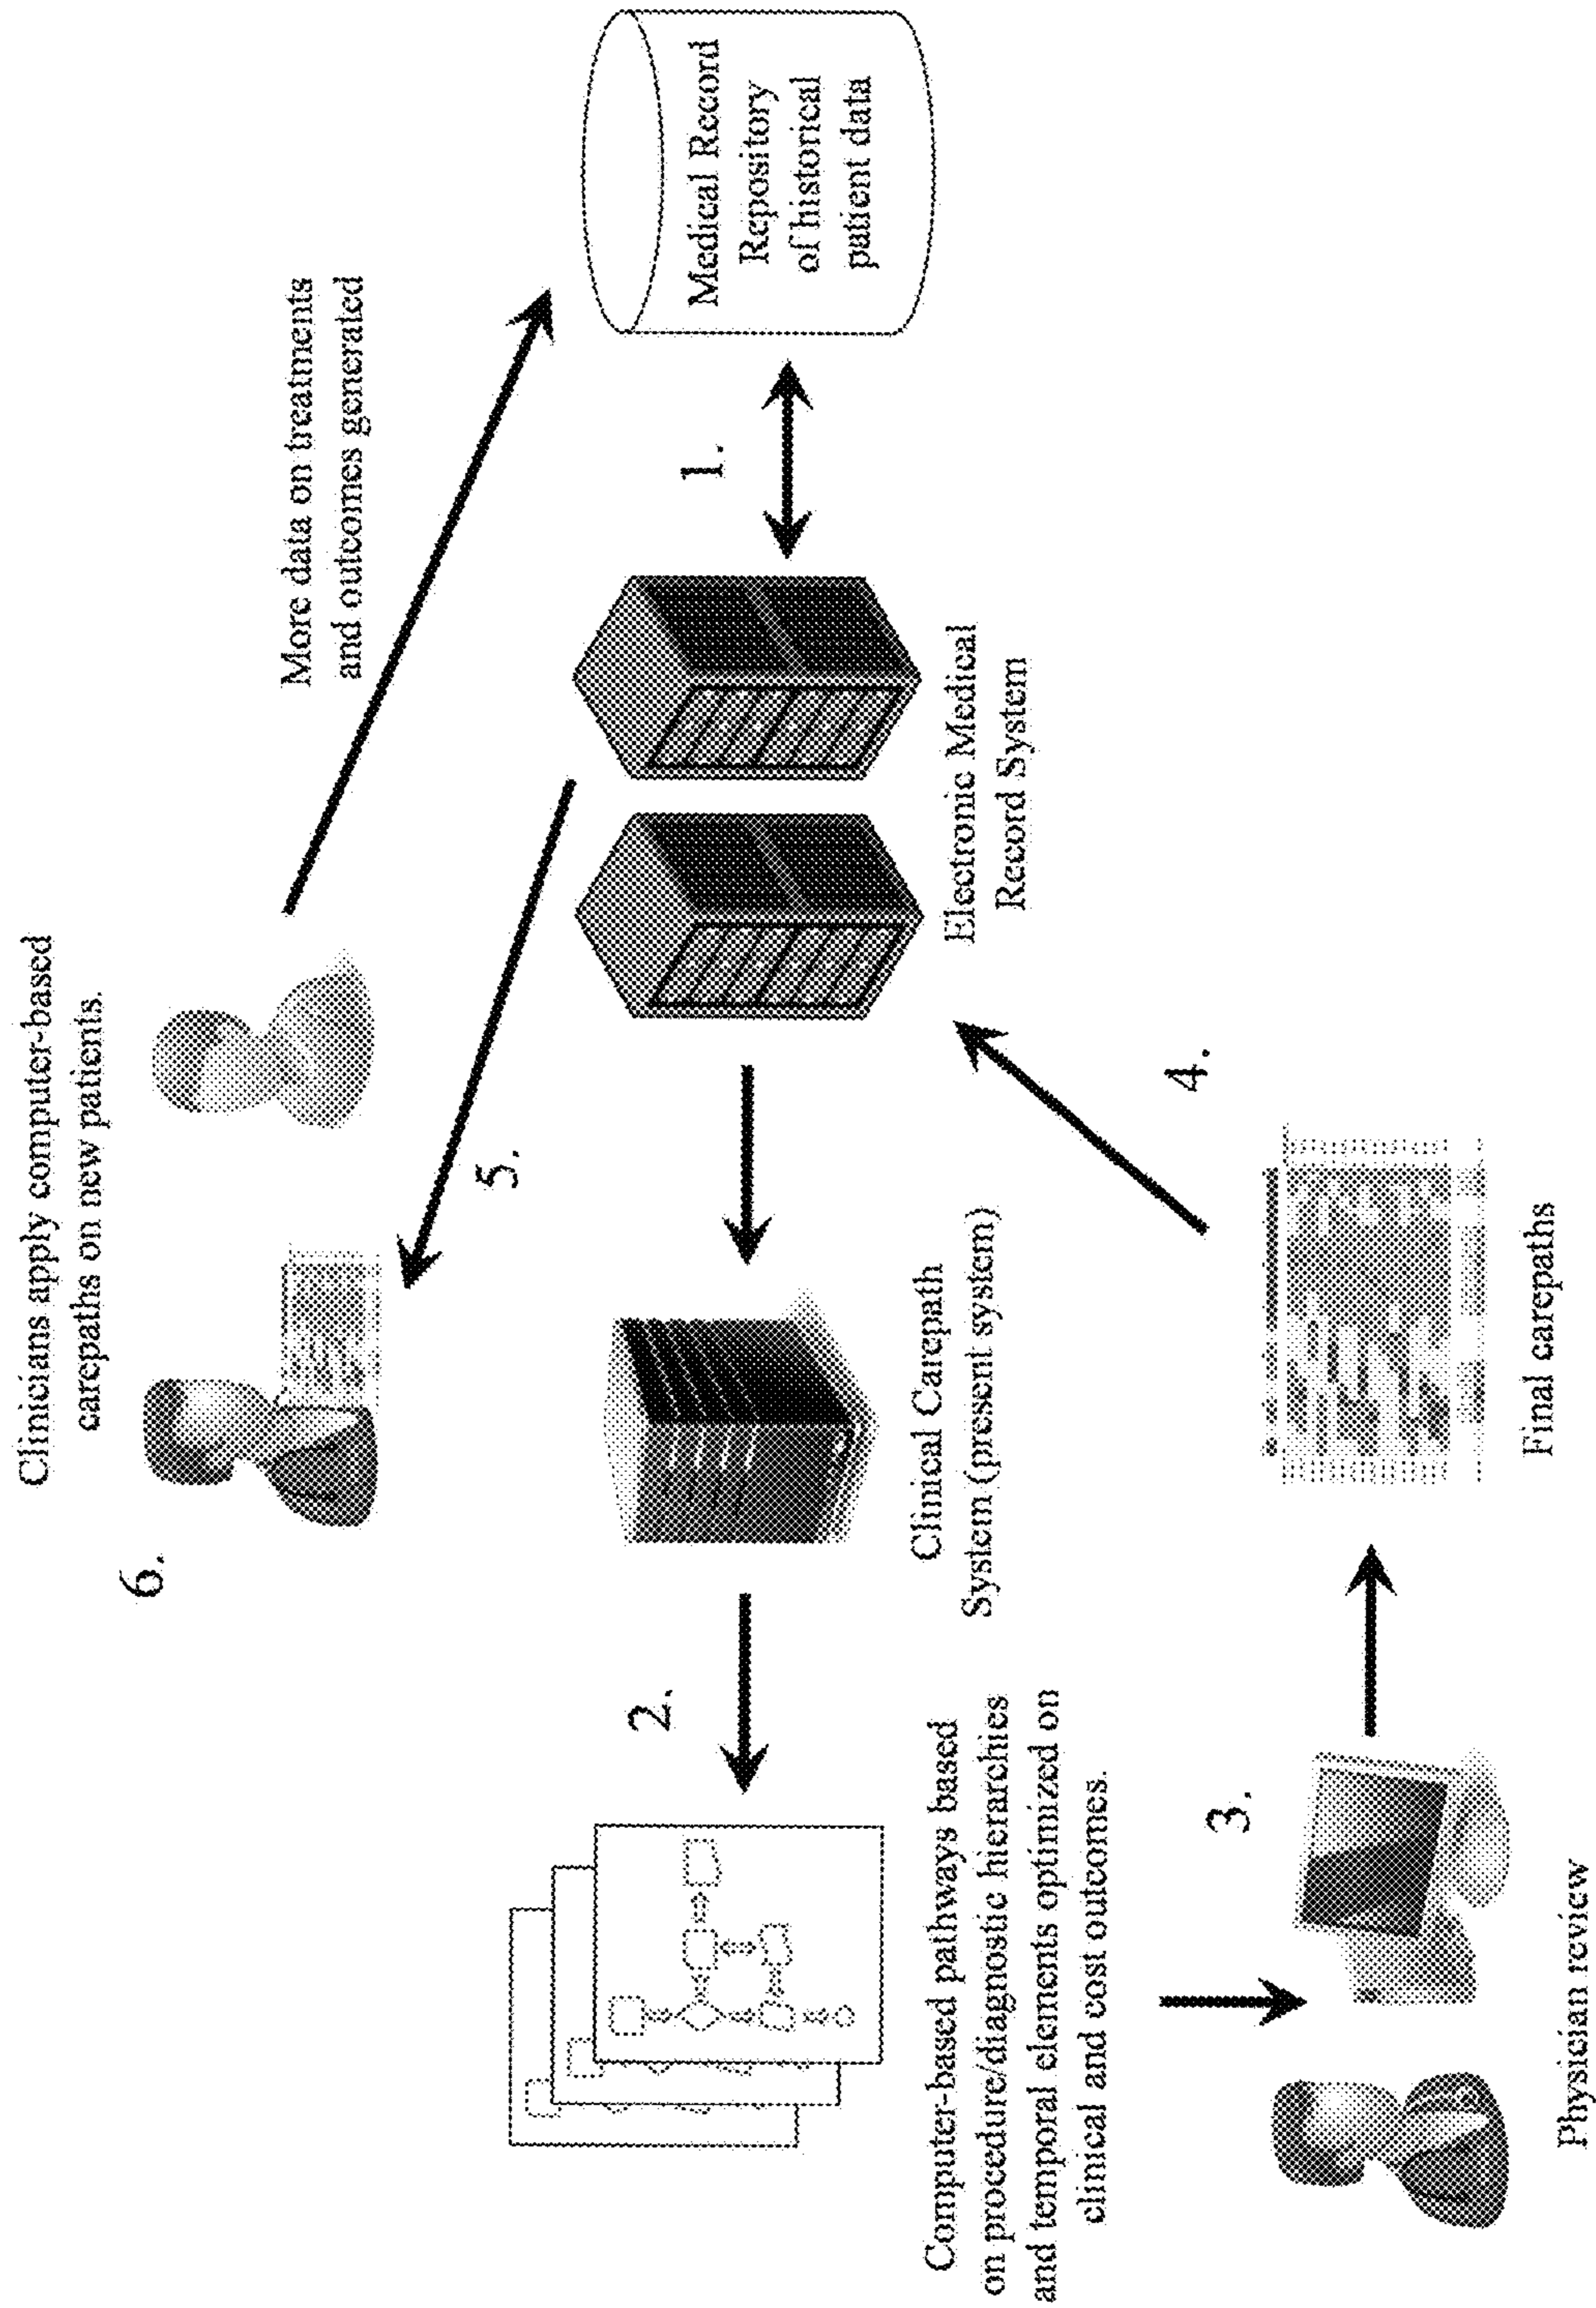 6.
Clinicians apply computer-based
carepaths on new patients.
More data on treatments
and outcomes generated
5.
2.
1.
Medical Record
Repository
of historical
patient data
Computer-based pathways based
on procedure/diagnostic hierarchies
and temporal elements optimized on
clinical and cost outcomes.
Clinical Carepath
System (present system)
Electronic Medical
Record System
3.
4.
Physician review
Final carepaths